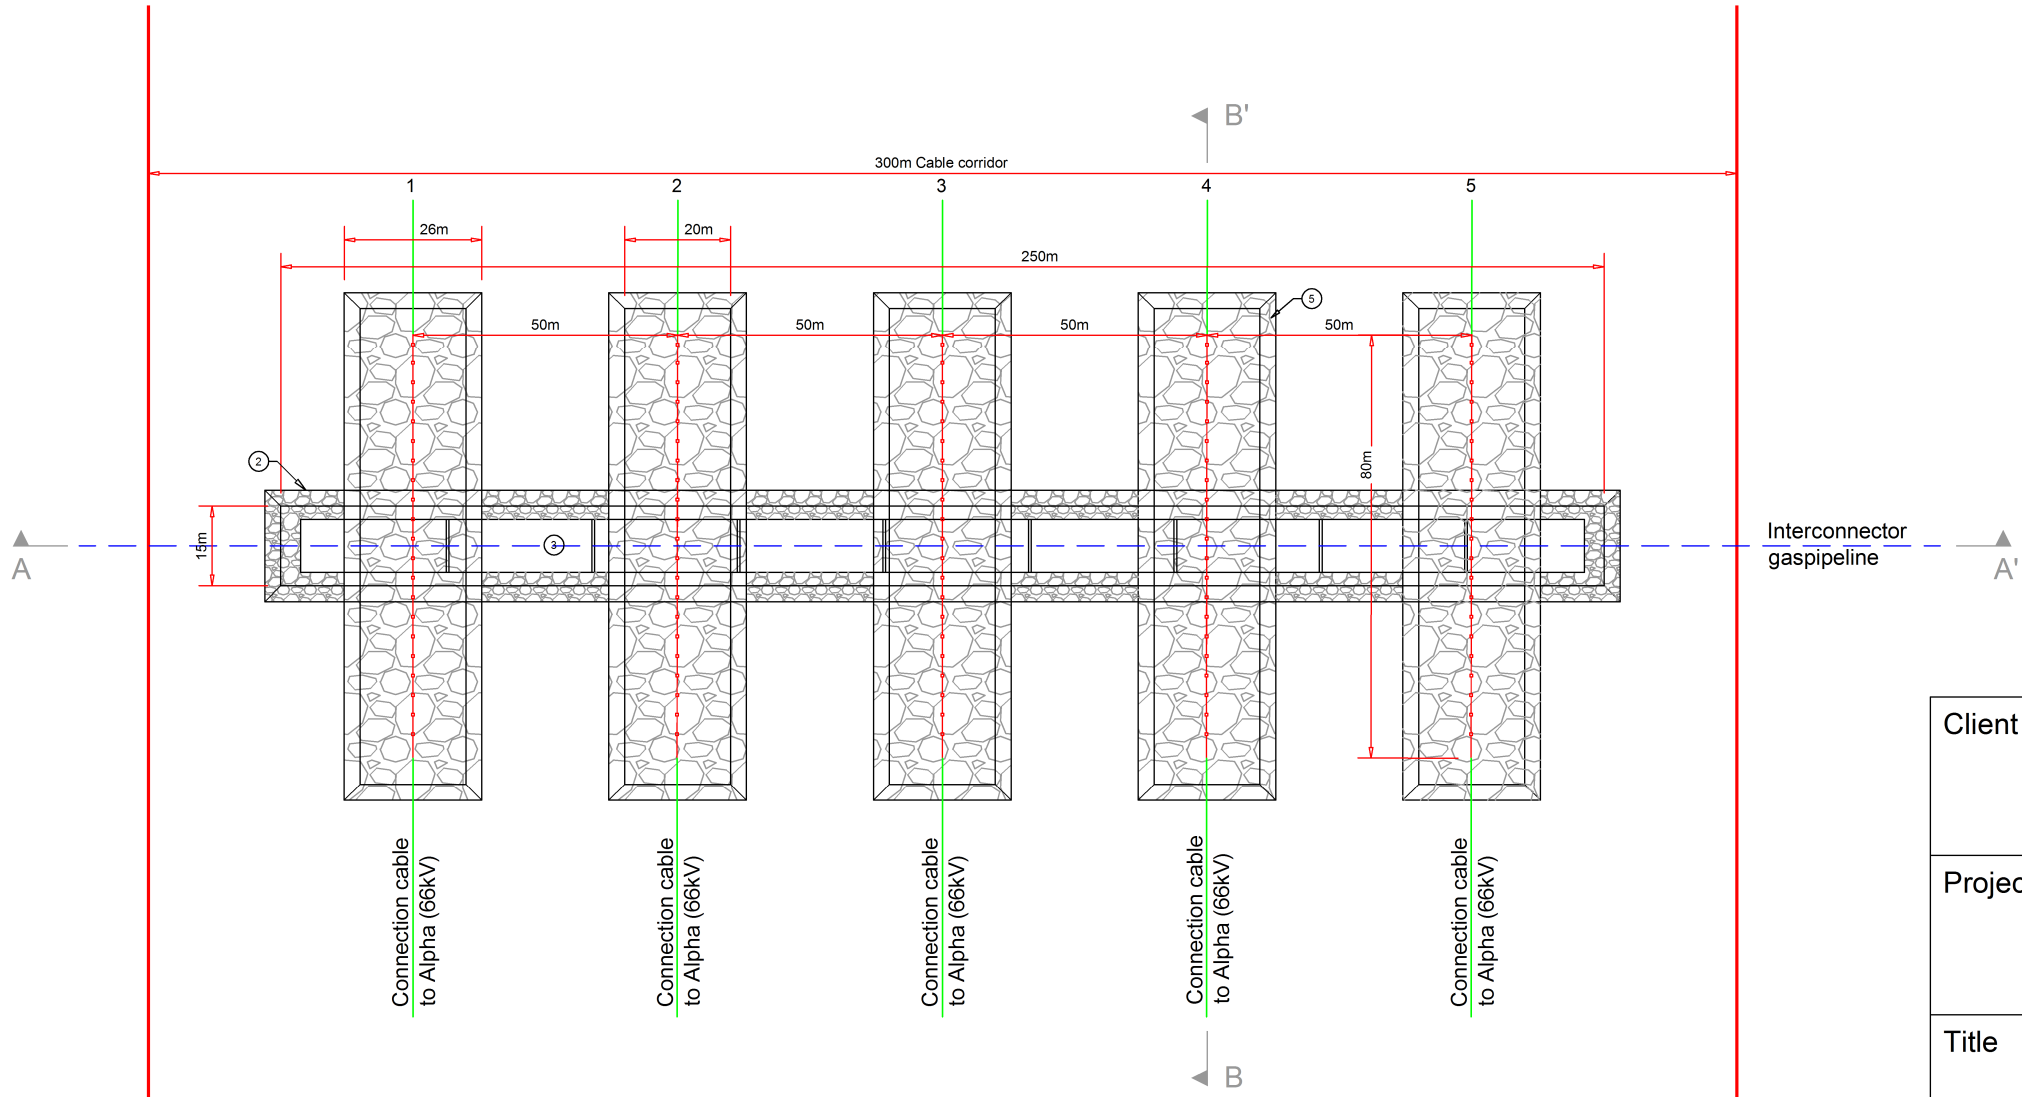 B'
300m Cable corridor
1
2
3
4
5
26m
20m
250m
5
50m
50m
50m
50m
80m
2
15m
3
A
Interconnector
gaspipeline
A'
Client
Projec
Title
Connection cable
to Alpha (66kV)
Connection cable
to Alpha (66kV)
Connection cable
to Alpha (66kV)
Connection cable
to Alpha (66kV)
Connection cable
to Alpha (66kV)
B